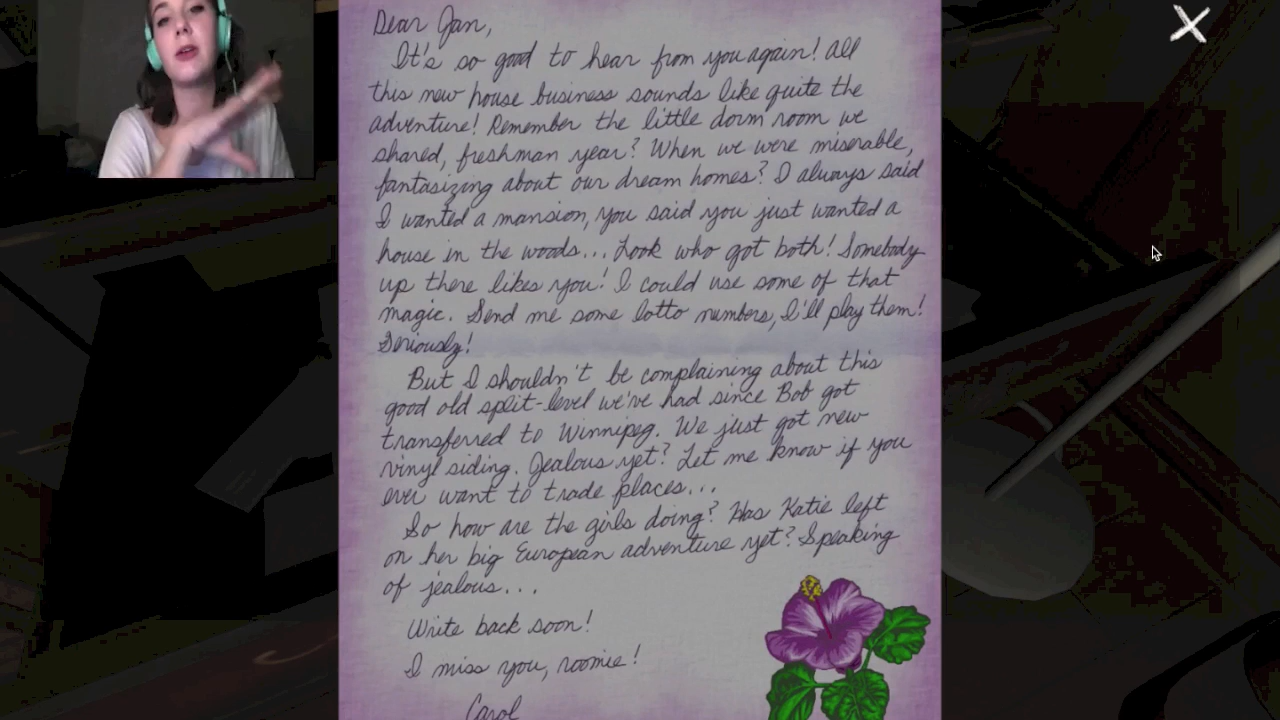 Dear Jan,
It's so good to hear from you again! All
this new house business sounds like quite the
adventure! Remember the little dorm room we
shared, freshman year? When we were miserable,
fantasizing about our dream homes? I always said
I wanted a mansion, you said you just wanted a
house in the woods... Look who got both! Somebody
up there likes you! I could use some of that
magic. Send me some lotto numbers, I'll play them!
Seriously!
But I shouldn't be complaining about this
good old split-level we've had since Bob got
transferred to Winnipeg. We just got new
vinyl siding. Jealous yet? Let me know if you
ever want to trade places...
So how are the girls doing? Has Katie left
on her big European adventure yet? Speaking
of jealous...
Write back soon!
I miss you, roomie!
Carol